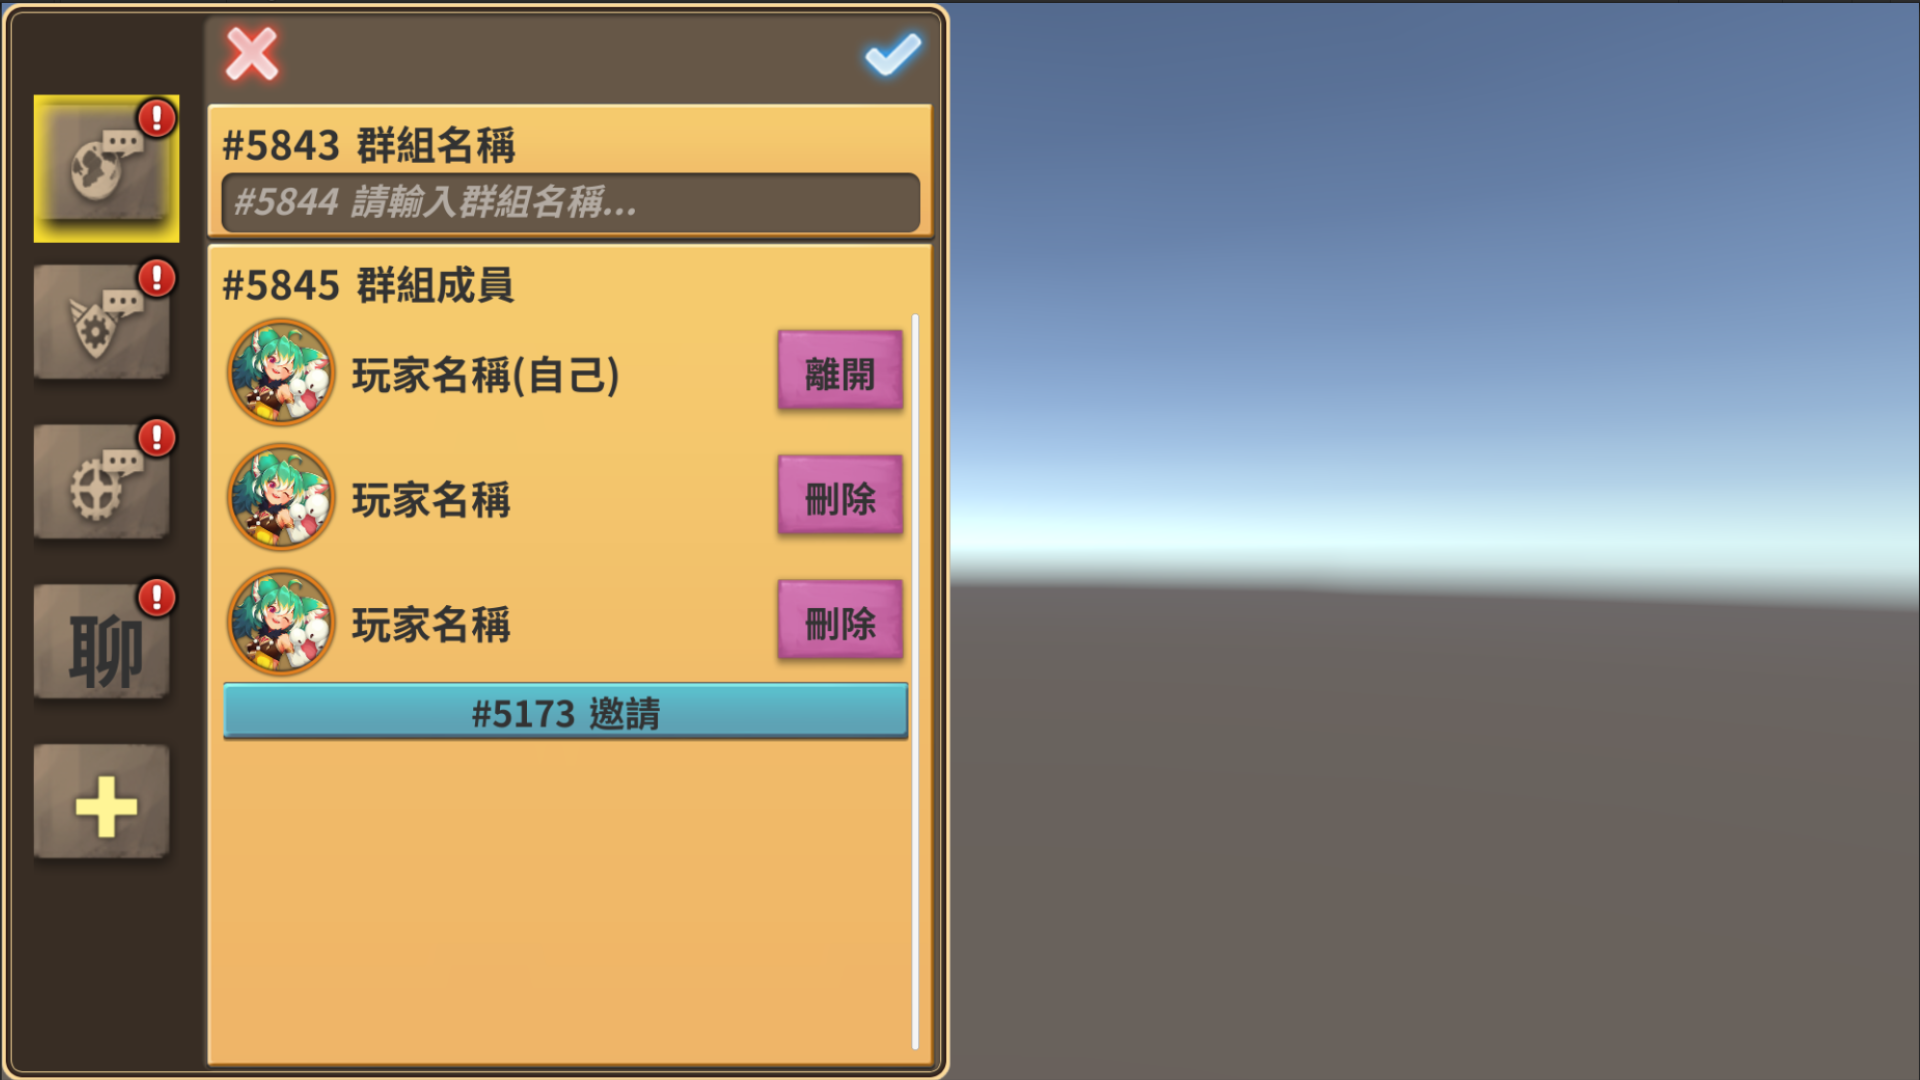 #5843 群組名稱
#5844 請輸入群組名稱...
#5845 群組成員
玩家名稱(自己)
離開
玩家名稱
刪除
玩家名稱
刪除
#5173 邀請
聊